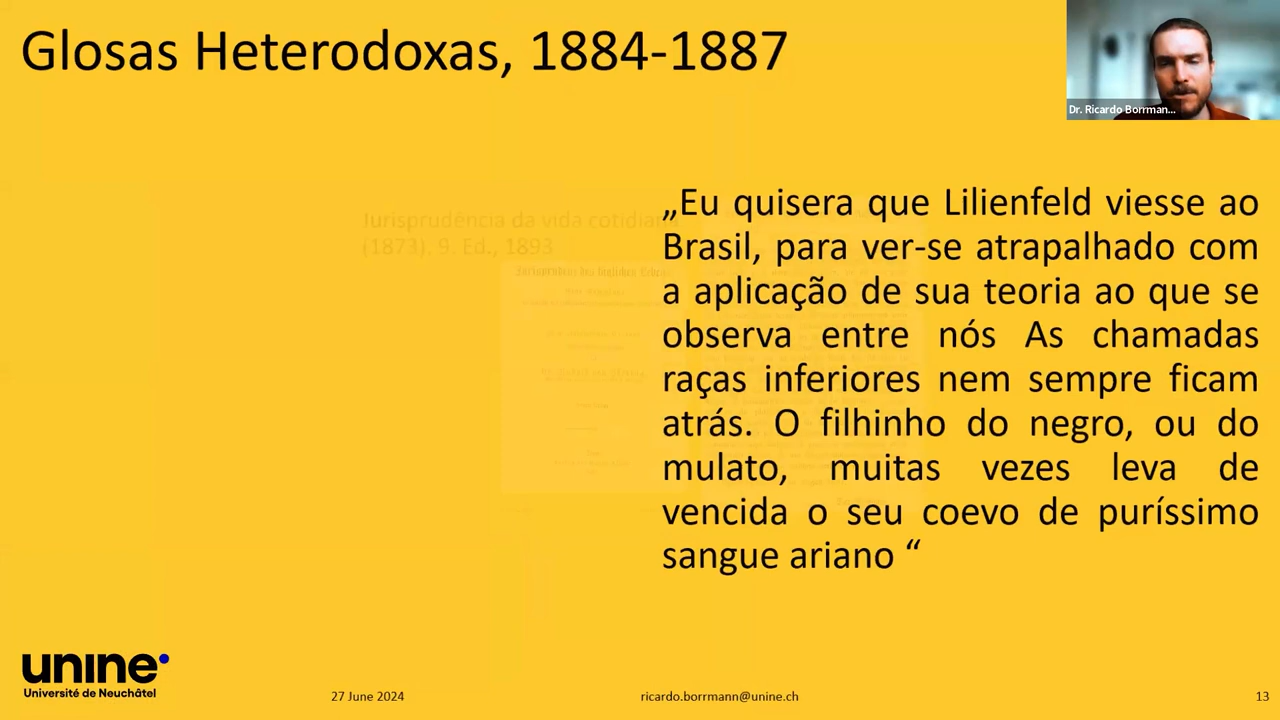 Glosas Heterodoxas, 1884-1887
Dr. Ricardo Borrman...
Jurisprudência da vida cotidiana
(1873), 9. Ed., 1893
„Eu quisera que Lilienfeld viesse ao
Brasil, para ver-se atrapalhado com
a aplicação de sua teoria ao que se
observa entre nós As chamadas
raças inferiores nem sempre ficam
atrás. O filhinho do negro, ou do
mulato, muitas vezes leva de
vencida o seu coevo de puríssimo
sangue ariano “
unine
Université de Neuchâtel
27 June 2024
ricardo.borrmann@unine.ch
13